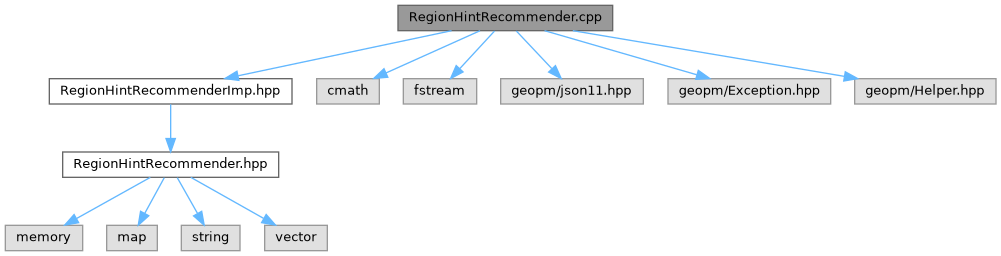 RegionHintRecommender.cpp
RegionHintRecommenderImp.hpp
cmath
fstream
geopm/json11.hpp
geopm/Exception.hpp
geopm/Helper.hpp
RegionHintRecommender.hpp
memory
map
string
vector